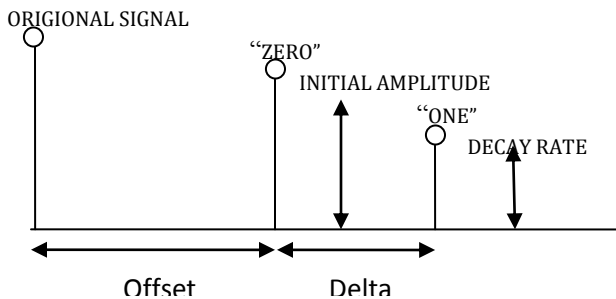 ORIGIONAL SIGNAL
“ZERO”
INITIAL AMPLITUDE
“ONE”
DECAY RATE
Offset
Delta